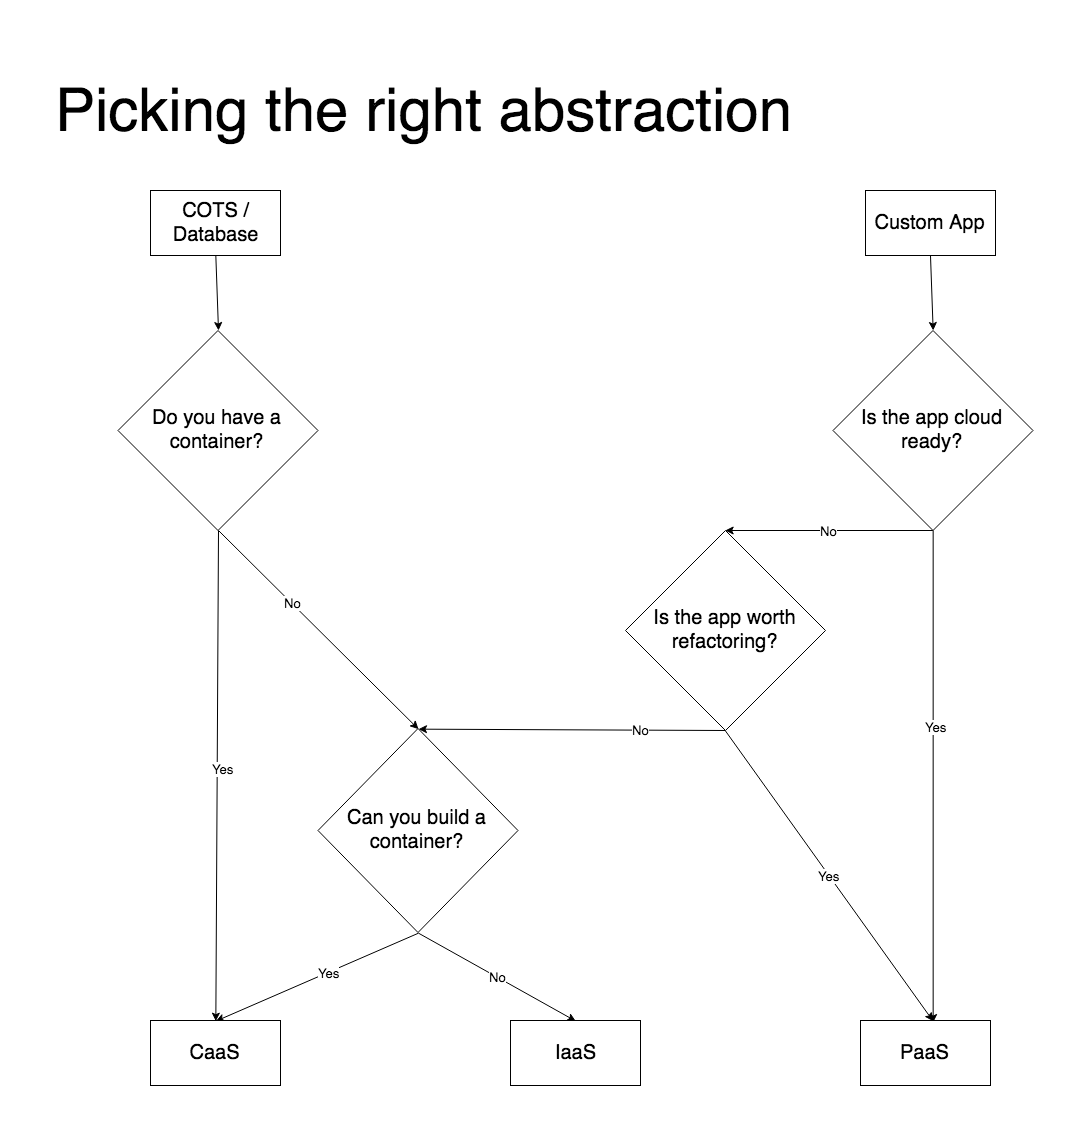 Picking the right abstraction
COTS /
Database
Custom App
Do you have a
container?
Is the app cloud
ready?
No
No
Is the app worth
refactoring?
Yes
No
Yes
Can you build a
container?
Yes
Yes
No
CaaS
IaaS
PaaS